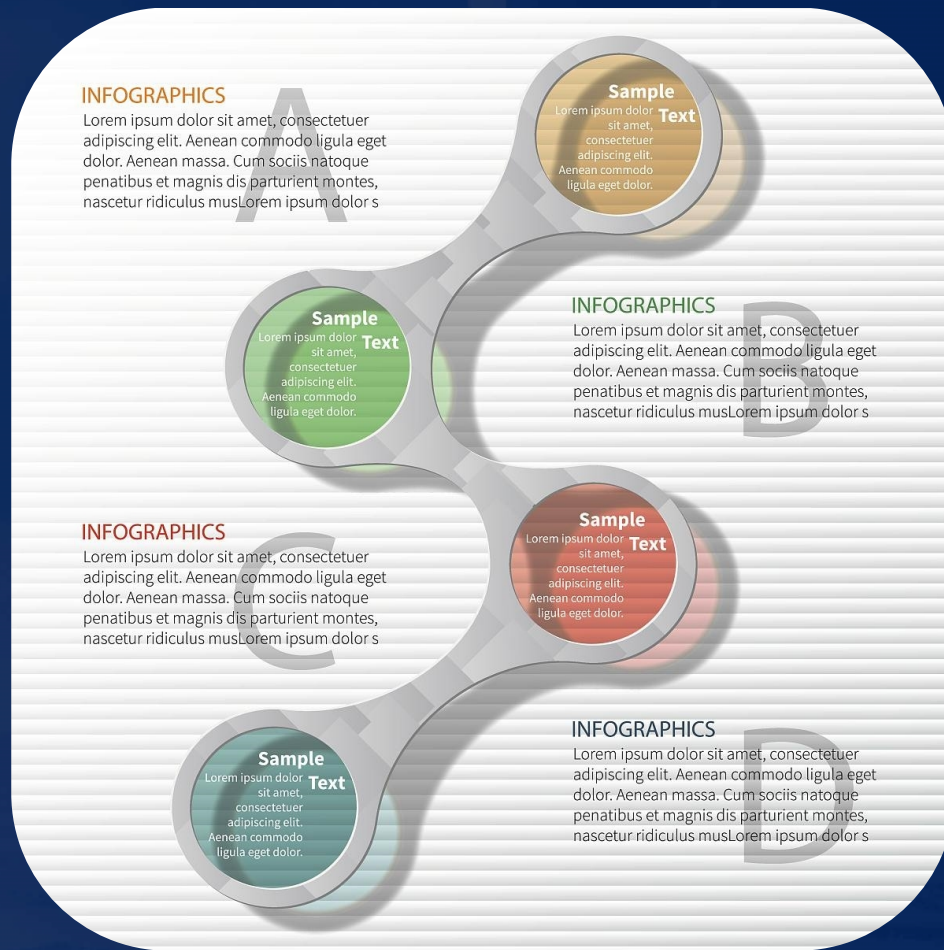 INFOGRAPHICS
A
Lorem ipsum dolor sit amet, consectetuer
adipiscing elit. Aenean commodo ligula eget
dolor. Aenean massa. Cum sociis natoque
penatibus et magnis dis parturient montes,
nascetur ridiculus musLorem ipsum dolor s
Sample
Text
Lorem ipsum dolor
sit amet,
consectetuer
adipiscing elit.
Aenean commodo
ligula eget dolor.
Sample
Text
Lorem ipsum dolor
sit amet,
consectetuer
adipiscing elit.
Aenean commodo
ligula eget dolor.
INFOGRAPHICS
B
Lorem ipsum dolor sit amet, consectetuer
adipiscing elit. Aenean commodo ligula eget
dolor. Aenean massa. Cum sociis natoque
penatibus et magnis dis parturient montes,
nascetur ridiculus musLorem ipsum dolor s
INFOGRAPHICS
C
Lorem ipsum dolor sit amet, consectetuer
adipiscing elit. Aenean commodo ligula eget
dolor. Aenean massa. Cum sociis natoque
penatibus et magnis dis parturient montes,
nascetur ridiculus musLorem ipsum dolor s
Sample
Text
Lorem ipsum dolor
sit amet,
consectetuer
adipiscing elit.
Aenean commodo
ligula eget dolor.
Sample
Text
Lorem ipsum dolor
sit amet,
consectetuer
adipiscing elit.
Aenean commodo
ligula eget dolor.
INFOGRAPHICS
D
Lorem ipsum dolor sit amet, consectetuer
adipiscing elit. Aenean commodo ligula eget
dolor. Aenean massa. Cum sociis natoque
penatibus et magnis dis parturient montes,
nascetur ridiculus musLorem ipsum dolor s